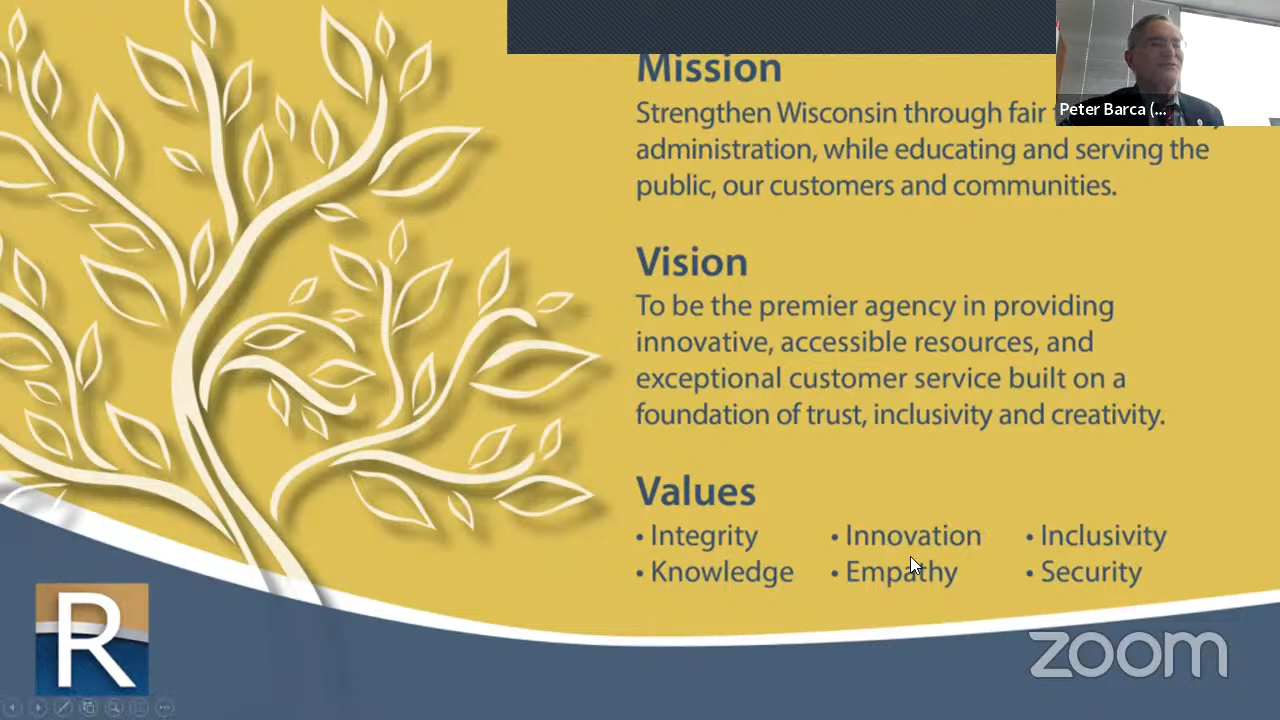 Mission
Strengthen Wisconsin through fair
administration, while educating and serving the
public, our customers and communities.
Vision
To be the premier agency in providing
innovative, accessible resources, and
exceptional customer service built on a
foundation of trust, inclusivity and creativity.
Values
• Integrity • Innovation • Inclusivity
• Knowledge • Empathy • Security
Peter Barca (...
R
zoom